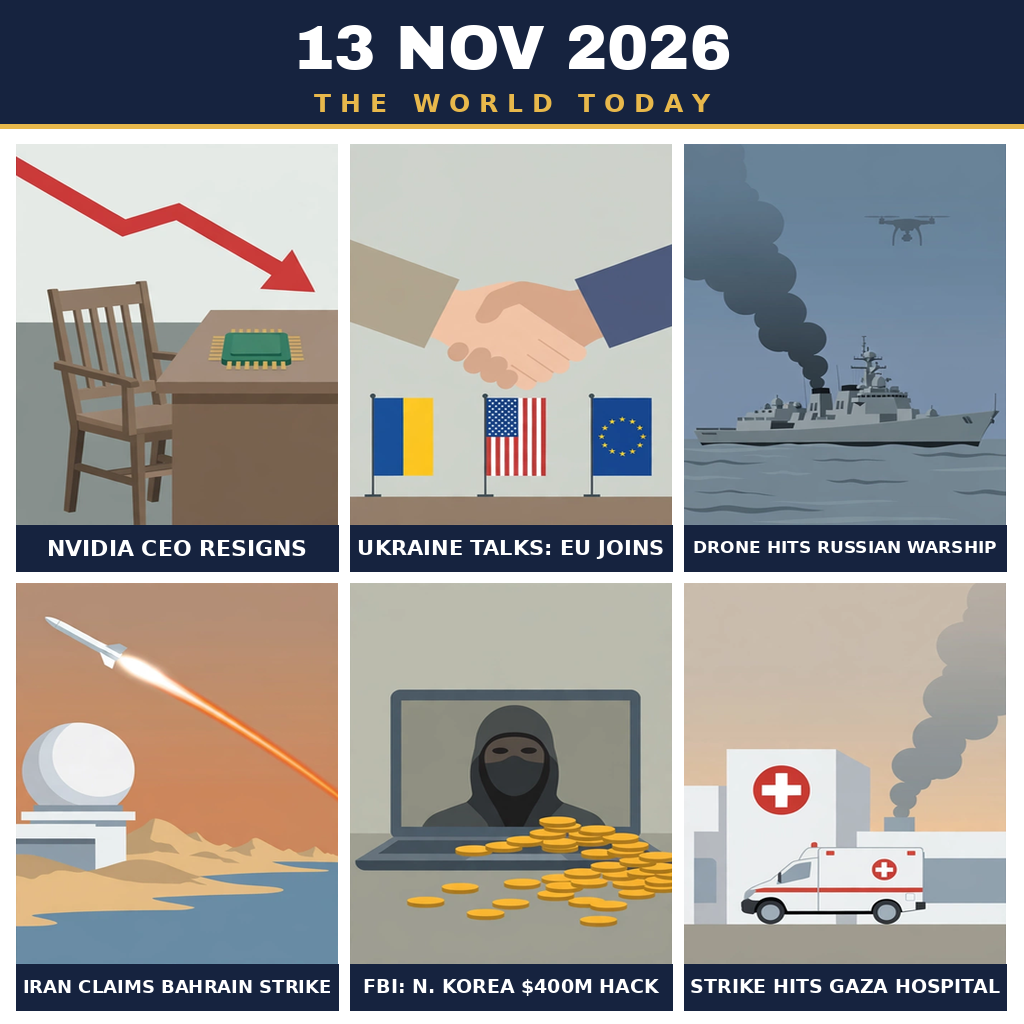 13 NOV 2026
THE WORLD TODAY
NVIDIA CEO RESIGNS
UKRAINE TALKS: EU JOINS
DRONE HITS RUSSIAN WARSHIP
IRAN CLAIMS BAHRAIN STRIKE
FBI: N. KOREA $400M HACK
STRIKE HITS GAZA HOSPITAL